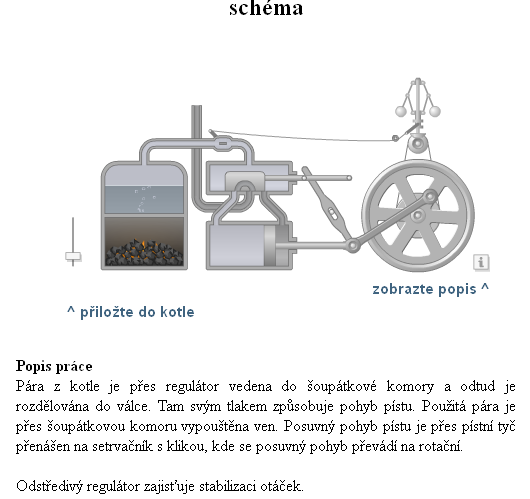 schéma
zobrazte popis ^
^ přiložte do kotle
Popis práce
Pára z kotle je přes regulátor vedena do šoupátkové komory a odtud je
rozdělována do válce. Tam svým tlakem způsobuje pohyb pístu. Použitá pára je
přes šoupátkovou komoru vypouštěna ven. Posuvný pohyb pístu je přes pístní tyč
přenášen na setrvačník s klikou, kde se posuvný pohyb převádí na rotační.
Odstředivý regulátor zajisťuje stabilizaci otáček.